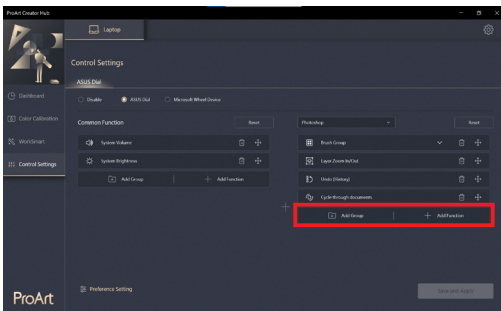 ProArt Creator Hub
Laptop
Control Settings
ASUS Dial
Dashboard
Disable ASUS Dial Microsoft Wheel Device
Color Calibration
Common Function Reset Photoshop Reset
WorkSmart
System Volume Brush Group
Control Settings
System Brightness Layer Zoom In/Out
Add Group Add Function Undo (History)
Cycle through documents
Add Group Add Function
Preference Setting Save and Apply
ProArt